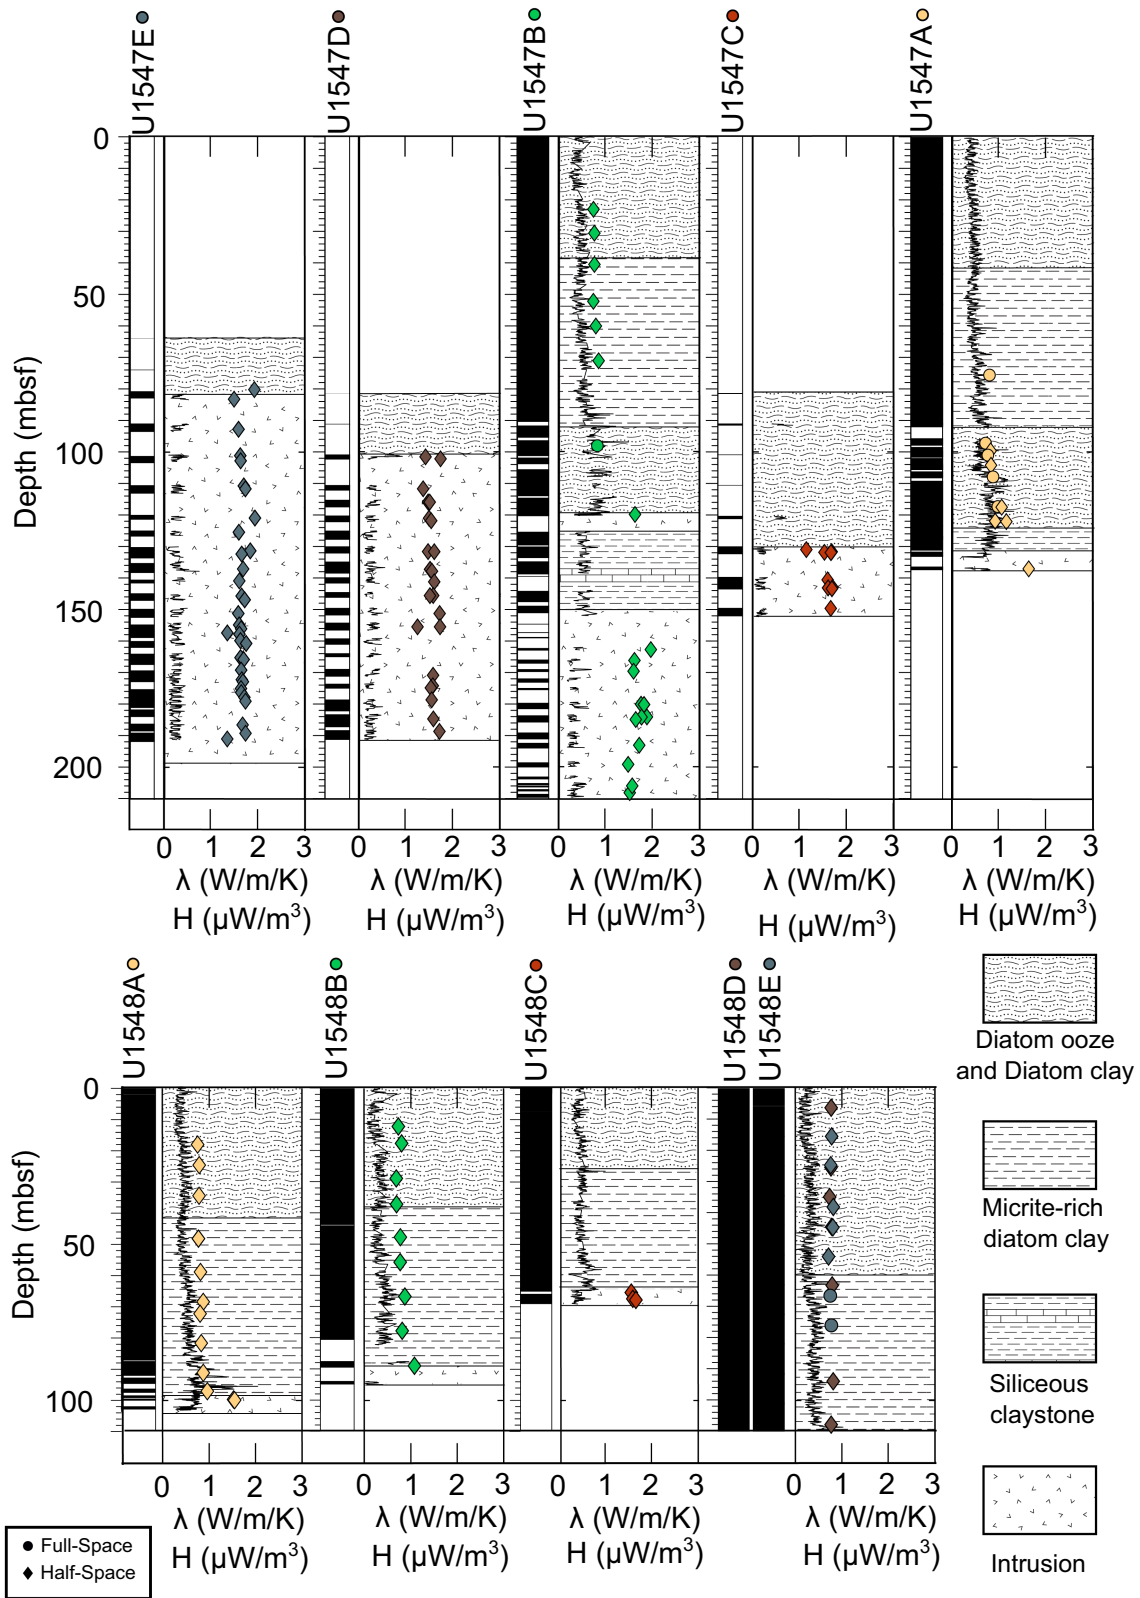 U1547E
U1547D
U1547B
U1547C
U1547A
Depth (mbsf)
0
50
100
150
200
0 1 2 3
λ (W/m/K)
H (µW/m³)
0 1 2 3
λ (W/m/K)
H (µW/m³)
0 1 2 3
λ (W/m/K)
H (µW/m³)
0 1 2 3
λ (W/m/K)
H (µW/m³)
0 1 2 3
λ (W/m/K)
H (µW/m³)
U1548A
U1548B
U1548C
U1548D
U1548E
Depth (mbsf)
0
50
100
0 1 2 3
λ (W/m/K)
H (µW/m³)
0 1 2 3
λ (W/m/K)
H (µW/m³)
0 1 2 3
λ (W/m/K)
H (µW/m³)
0 1 2 3
λ (W/m/K)
H (µW/m³)
Diatom ooze
and Diatom clay
Micrite-rich
diatom clay
Siliceous
claystone
Intrusion
Full-Space
Half-Space